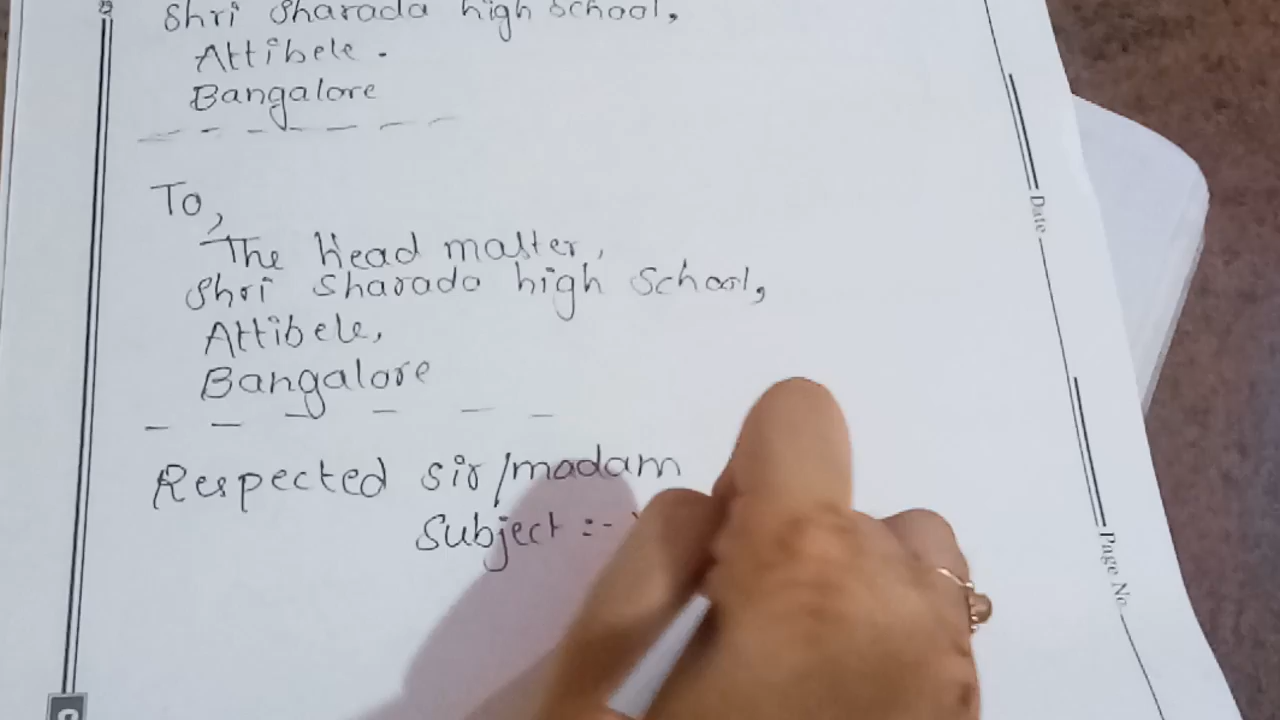 Shri Sharada high School,
Attibele.
Bangalore
To,
The Head master,
Shri Sharada high School,
Attibele,
Bangalore
Respected sir/madam
Subject :-
Date
Page No.